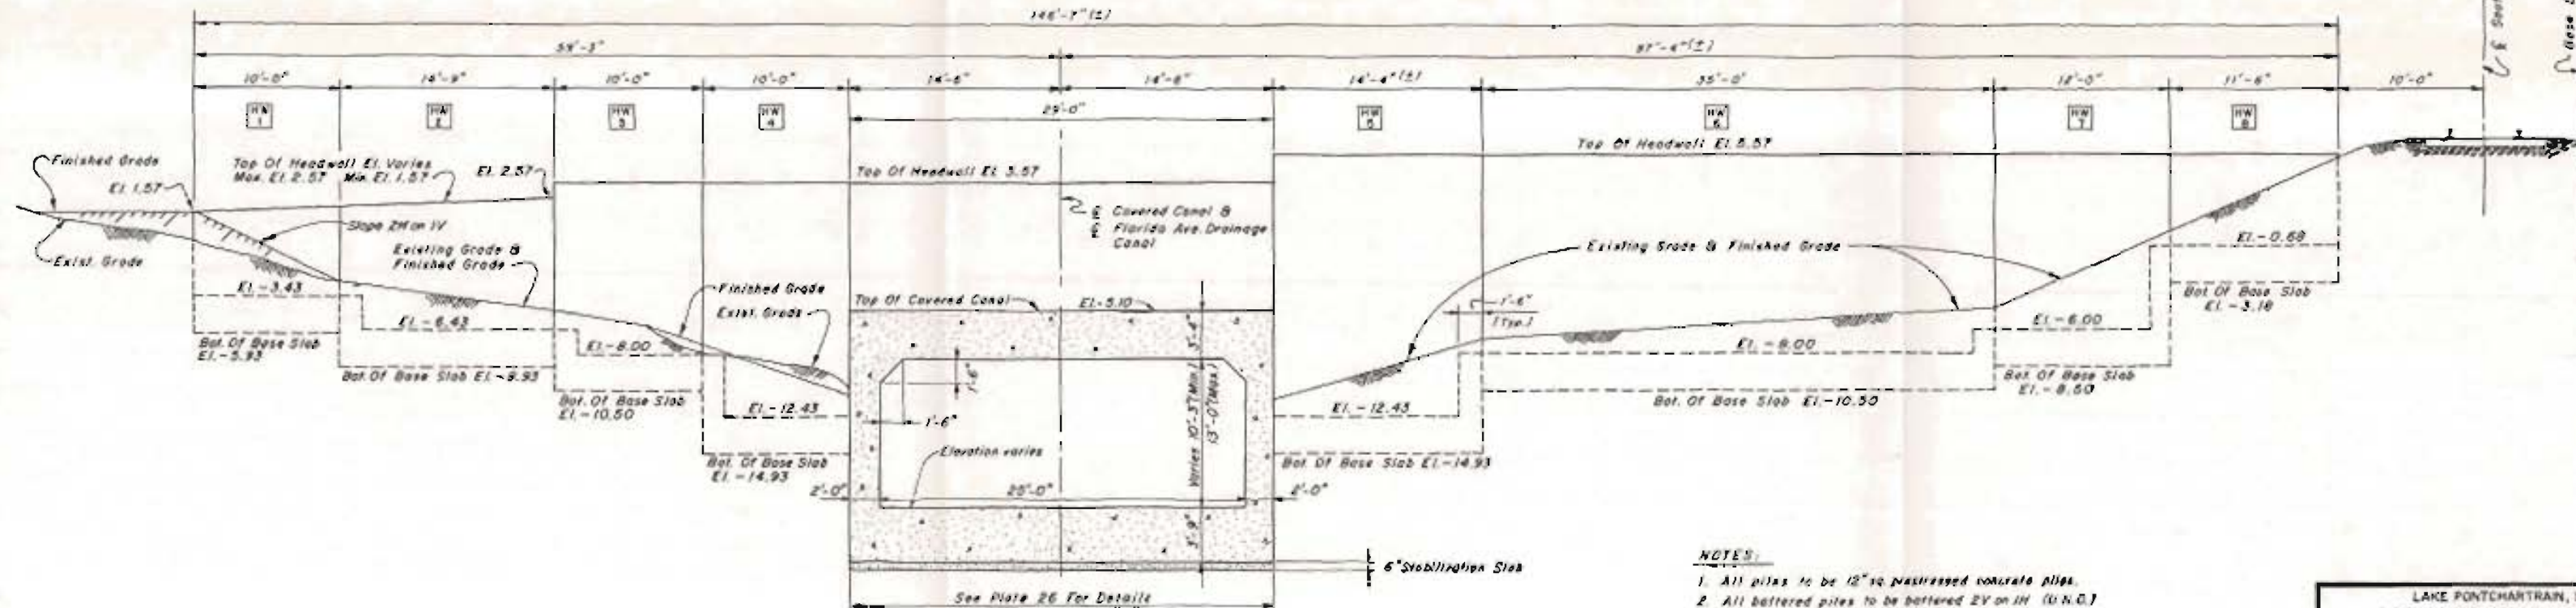 146'-7"(±)
59'-3"
87'-4"(±)
10'-0"
14'-9"
10'-0"
10'-0"
14'-6"
14'-6"
14'-4"(±)
35'-0"
12'-0"
11'-6"
10'-0"
29'-0"
HW 1
HW 2
HW 3
HW 4
HW 5
HW 6
HW 7
HW 8
Finished Grade
El. 1.57
Top Of Headwall El. Varies
Max. El. 2.57 Min. El. 1.57
El. 2.57
Top Of Headwall El. 3.57
Top Of Headwall El. 5.57
Slope 2H on 1V
Exist. Grade
Existing Grade &
Finished Grade
℄ Covered Canal &
℄ Florida Ave. Drainage
Canal
Existing Grade & Finished Grade
El.-0.68
Bot. Of Base Slab
El. -3.18
El.-3.43
Bot. Of Base Slab
El.-5.93
El.-6.43
Bot. Of Base Slab El.-8.93
El.-8.00
Bot. Of Base Slab
El.-10.50
Finished Grade
Exist. Grade
El.-12.43
Bot. Of Base Slab
El. -14.93
Top Of Covered Canal
El.-5.10
1'-6"
1'-6"
Varies 10'-3"(Min.)
13'-0"(Max.)
Elevation varies
2'-0"
25'-0"
2'-0"
3'-9"
6" Stabilization Slab
See Plate 26 For Details
1'-6"
(Typ.)
El. -12.43
Bot. Of Base Slab El.-14.93
El.-8.00
Bot. Of Base Slab El.-10.50
El.-6.00
Bot. Of Base Slab
El.-8.50
NOTES:
1. All piles to be 12" sq. prestressed concrete piles.
2. All battered piles to be battered 2V on 1H (U.N.O.)
LAKE PONTCHARTRAIN,